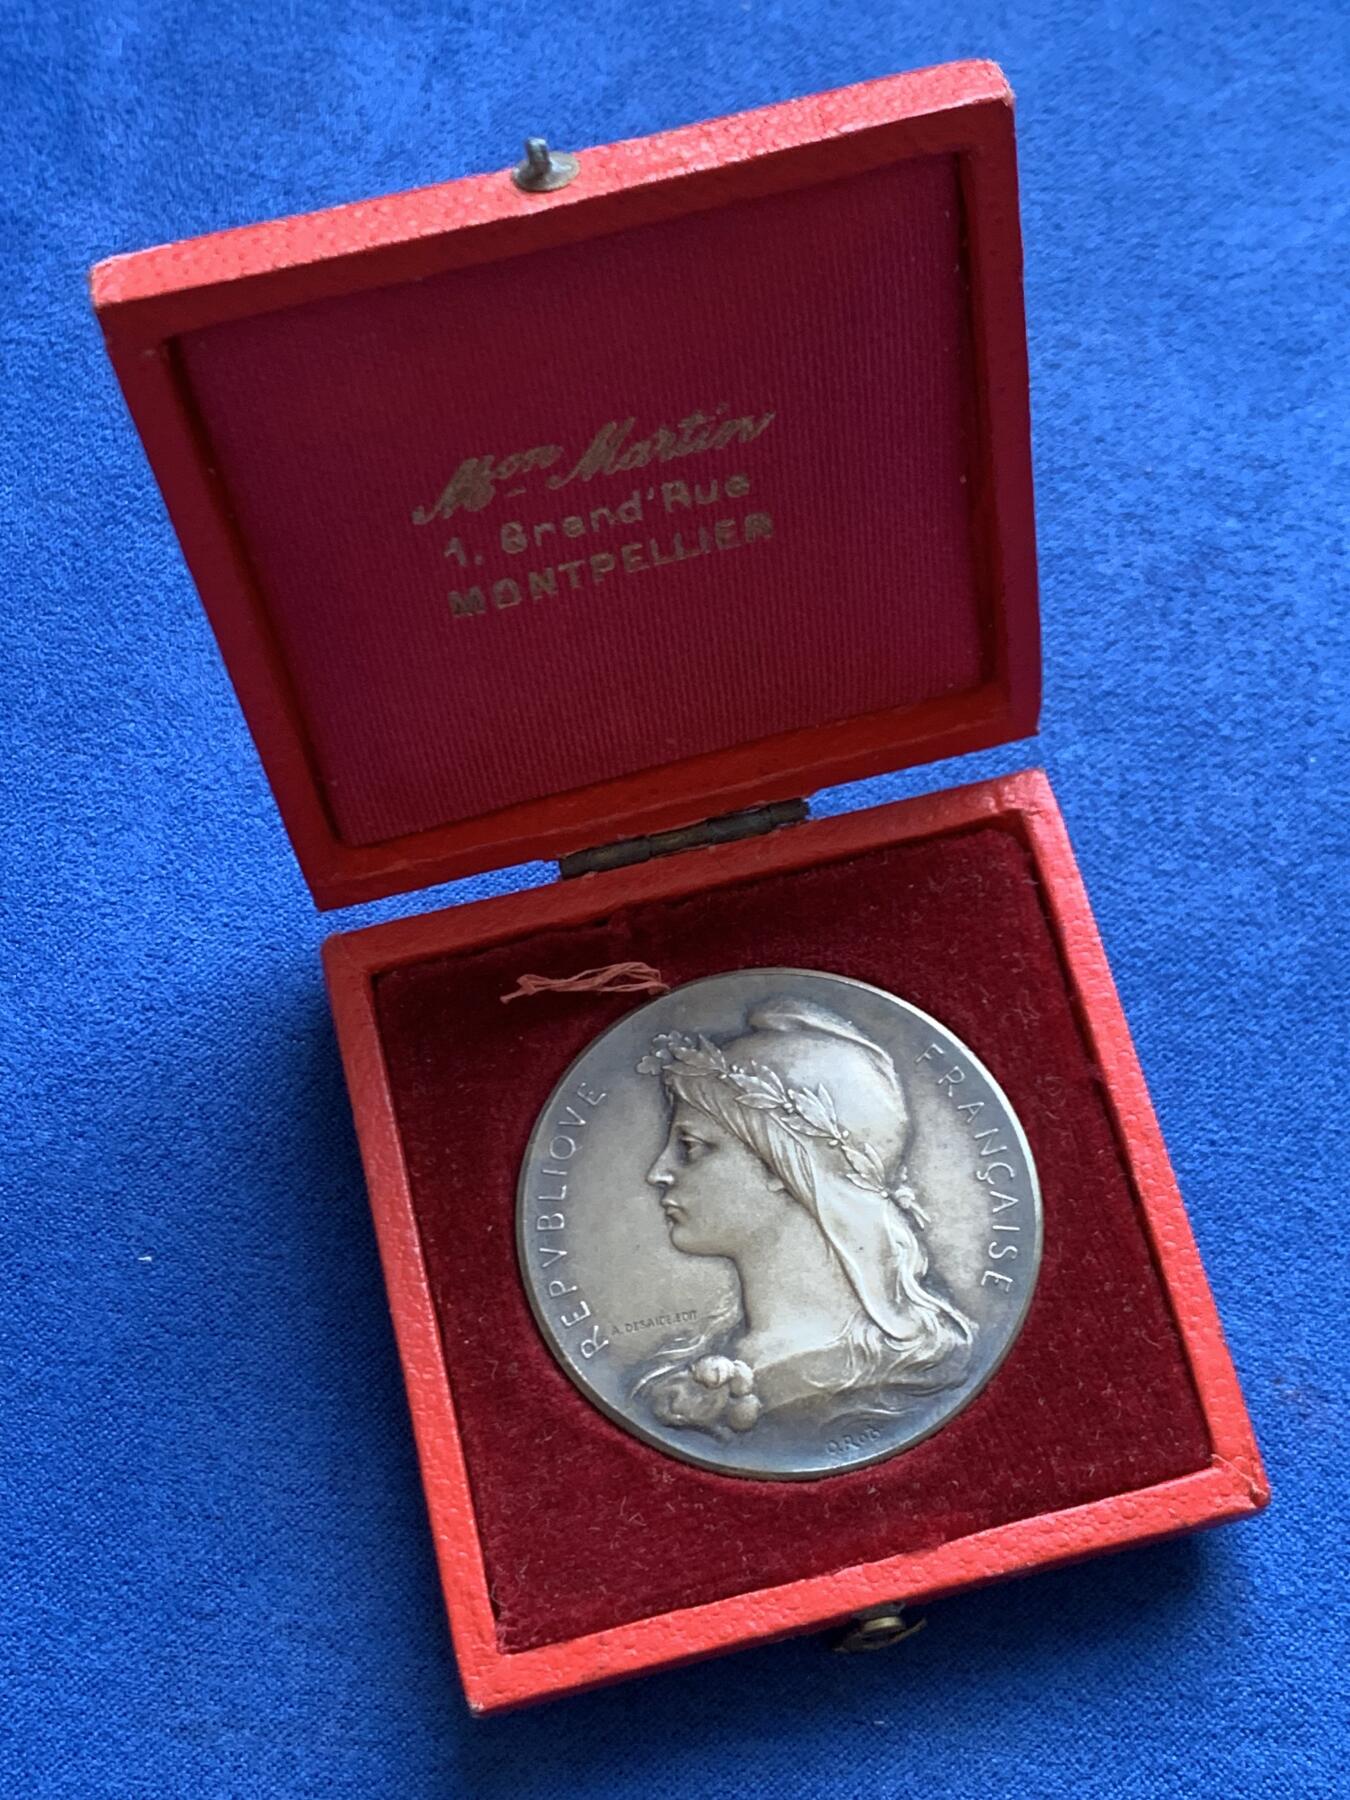 Mon Martin
1. Grand'Rue
MONTPELLIER
REPVBLIQVE FRANÇAISE
A. DESAIDE.EDIT
O. ROTY